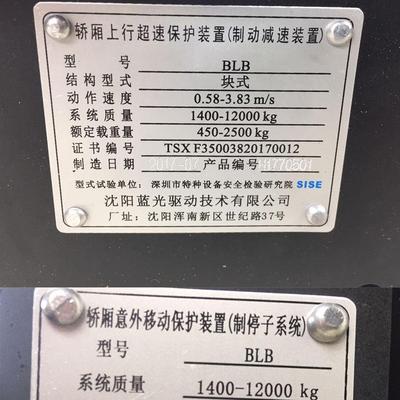 轿厢上行超速保护装置(制动减速装置)
型 号 BLB
结构型式 块式
动作速度 0.58-3.83 m/s
系统质量 1400-12000 kg
额定载重量 450-2500 kg
证书编号 TSX F35003820170012
制造日期 2017-07 产品编号
型式试验单位: 深圳市特种设备安全检验研究院 SISE
沈阳蓝光驱动技术有限公司
厂址: 沈阳浑南新区世纪路37号
轿厢意外移动保护装置(制停子系统)
型号 BLB
系统质量 1400-12000 kg